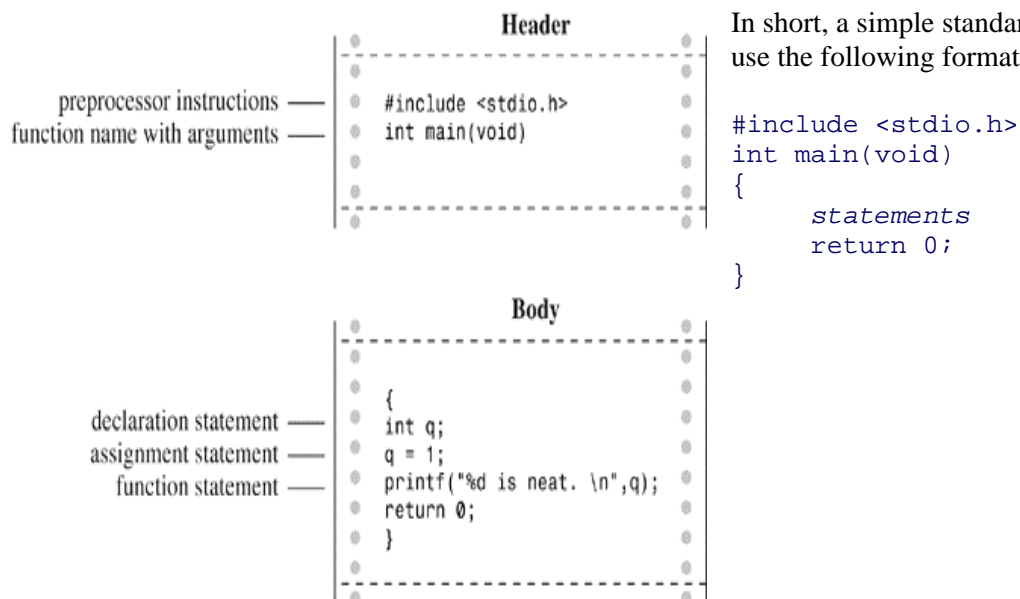 Header
preprocessor instructions
#include <stdio.h>
function name with arguments
int main(void)
Body
{
declaration statement
int q;
assignment statement
q = 1;
function statement
printf("%d is neat. \n",q);
return 0;
}
In short, a simple standar
use the following format
#include <stdio.h>
int main(void)
{
statements
return 0;
}